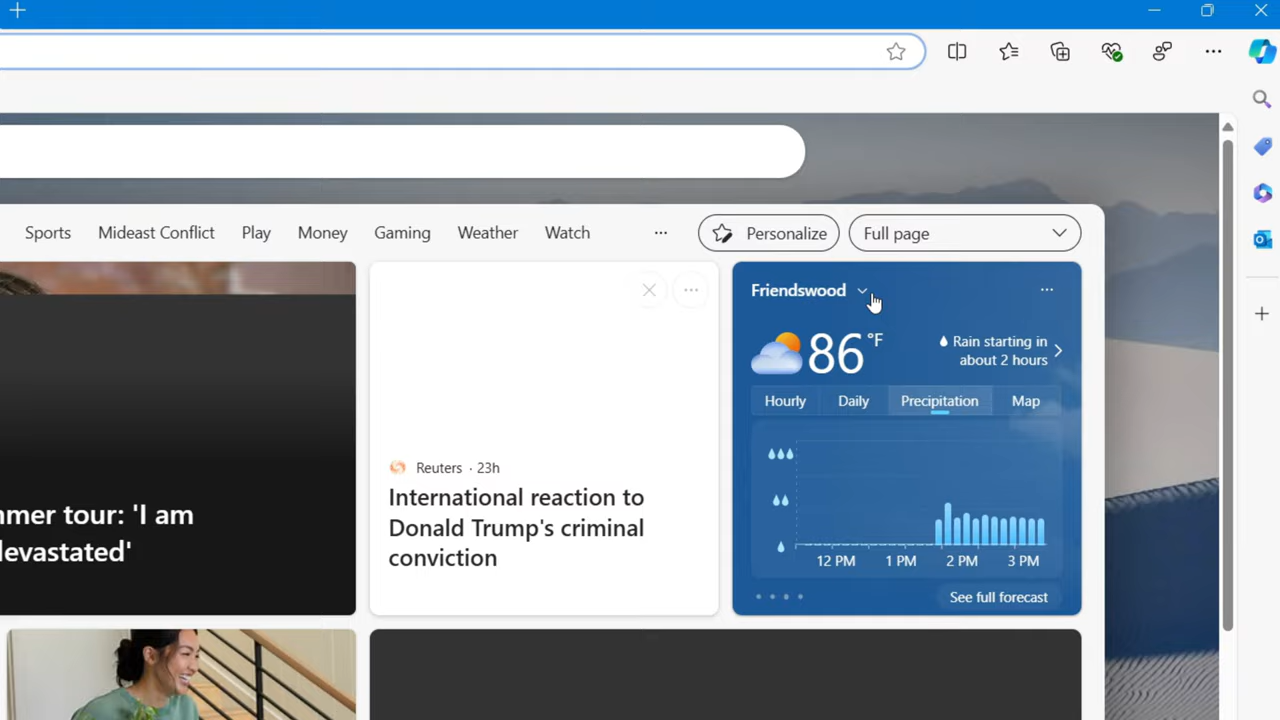 Sports Mideast Conflict Play Money Gaming Weather Watch ... Personalize Full page
Friendswood
86 °F
Rain starting in
about 2 hours
Hourly Daily Precipitation Map
12 PM 1 PM 2 PM 3 PM
See full forecast
Reuters · 23h
International reaction to
Donald Trump's criminal
conviction
mer tour: 'I am
devastated'